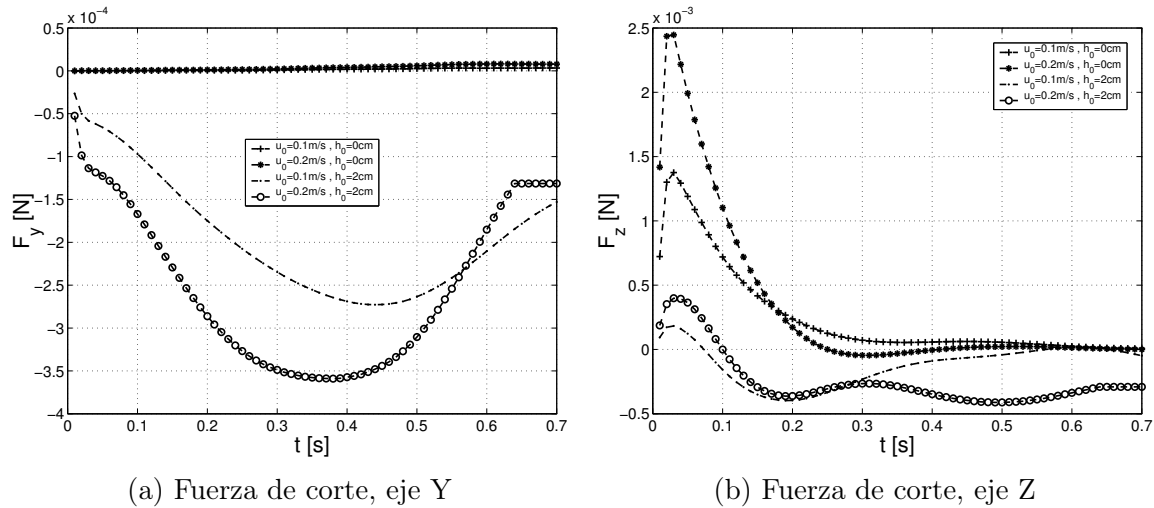 x 10⁻⁴
0.5
0
−0.5
−1
−1.5
−2
−2.5
−3
−3.5
−4
F_y [N]
u_0=0.1m/s , h_0=0cm
u_0=0.2m/s , h_0=0cm
u_0=0.1m/s , h_0=2cm
u_0=0.2m/s , h_0=2cm
0 0.1 0.2 0.3 0.4 0.5 0.6 0.7
t [s]
(a) Fuerza de corte, eje Y
x 10⁻³
2.5
2
1.5
1
0.5
0
−0.5
F_z [N]
u_0=0.1m/s , h_0=0cm
u_0=0.2m/s , h_0=0cm
u_0=0.1m/s , h_0=2cm
u_0=0.2m/s , h_0=2cm
0 0.1 0.2 0.3 0.4 0.5 0.6 0.7
t [s]
(b) Fuerza de corte, eje Z